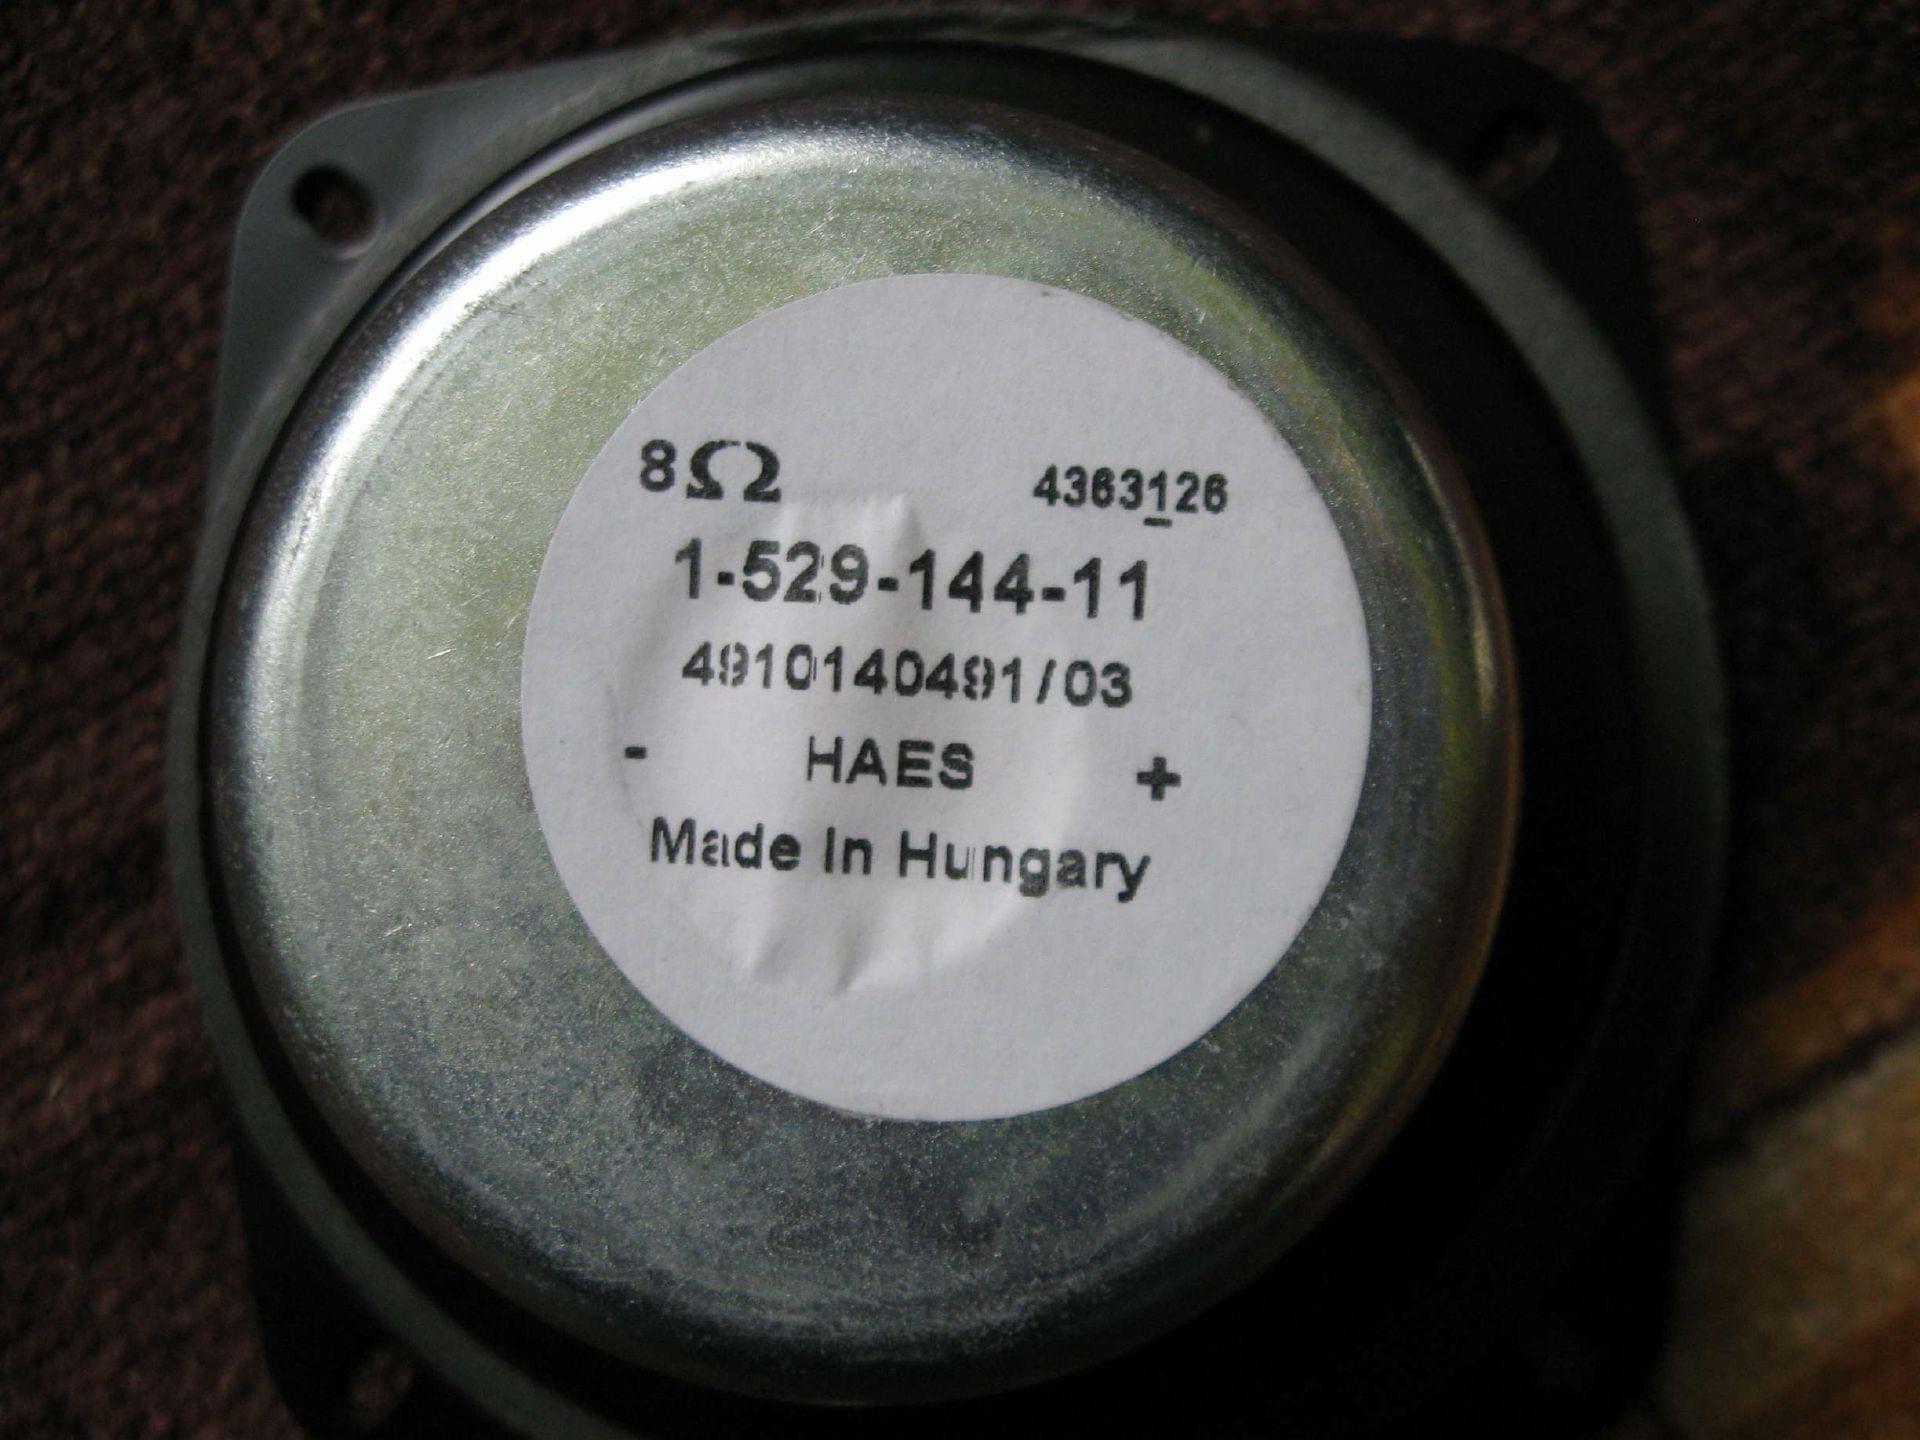 8Ω 4363126
1-529-144-11
4910140491/03
- HAES +
Made In Hungary